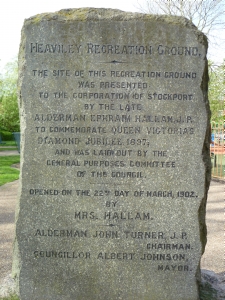 HEAVILEY RECREATION GROUND.
THE SITE OF THIS RECREATION GROUND
WAS PRESENTED
TO THE CORPORATION OF STOCKPORT
BY THE LATE
ALDERMAN EPHRAIM HALLAM, J.P.
TO COMMEMORATE QUEEN VICTORIA'S
DIAMOND JUBILEE 1897,
AND WAS LAID OUT BY THE
GENERAL PURPOSES COMMITTEE
OF THE COUNCIL.
OPENED ON THE 22ND DAY OF MARCH, 1902,
BY
MRS. HALLAM.
ALDERMAN JOHN TURNER, J.P.
CHAIRMAN.
COUNCILLOR ALBERT JOHNSON,
MAYOR.